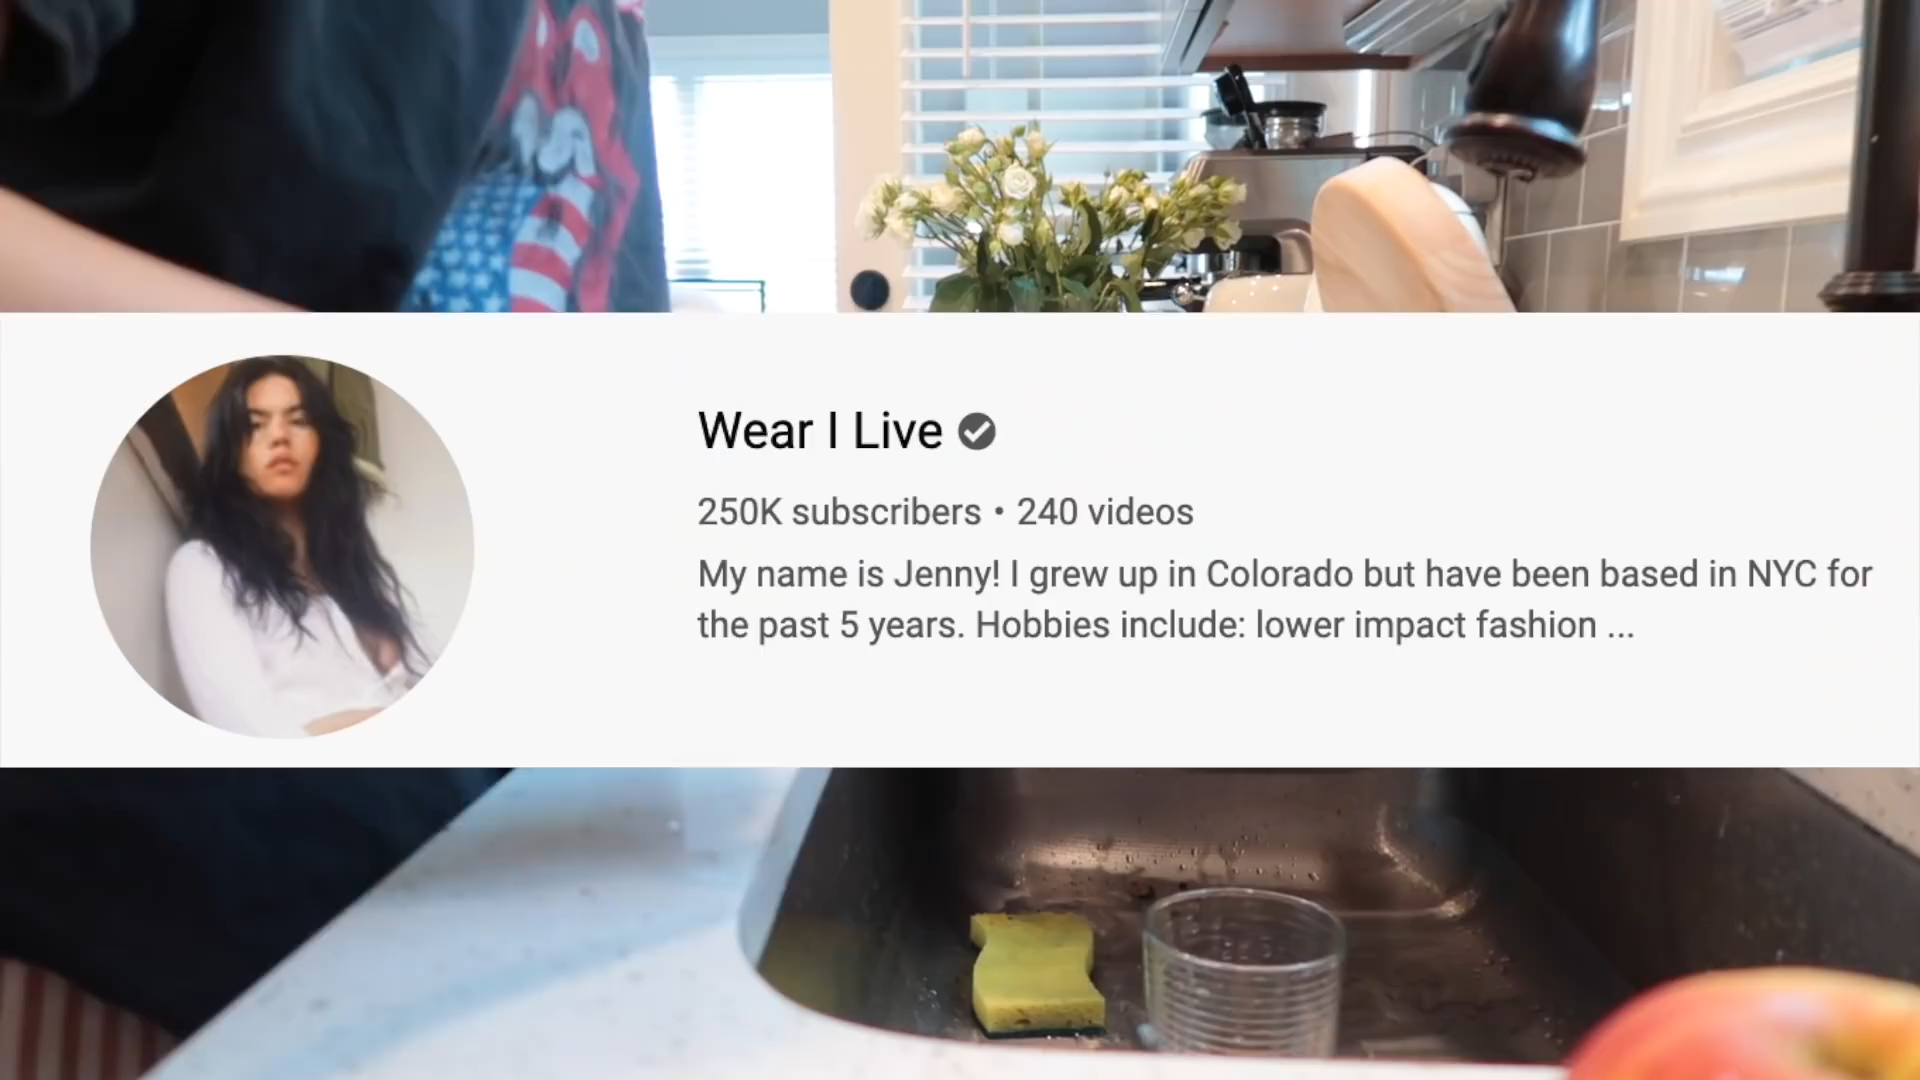 Wear I Live
250K subscribers • 240 videos
My name is Jenny! I grew up in Colorado but have been based in NYC for
the past 5 years. Hobbies include: lower impact fashion ...